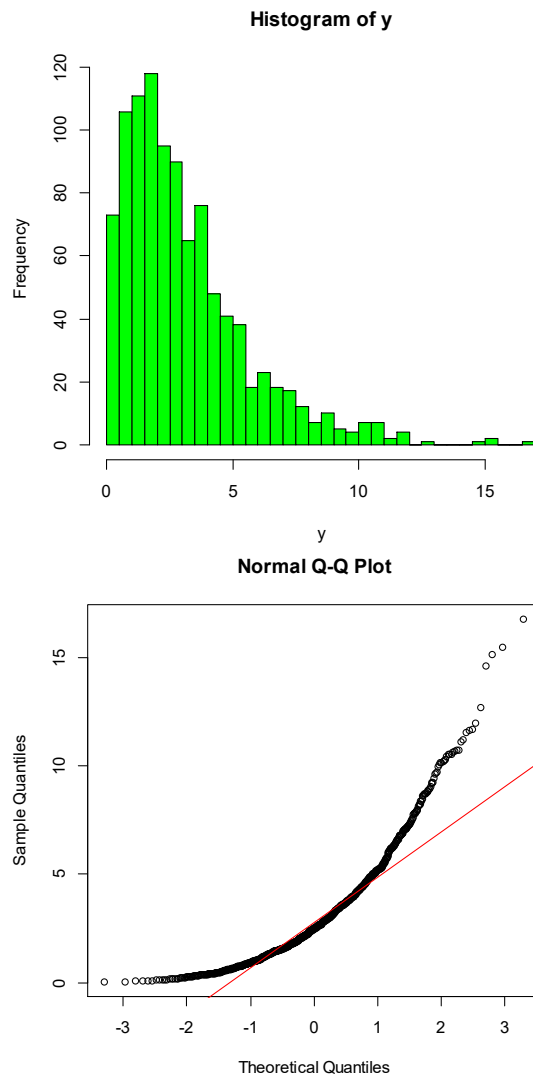 Histogram of y
120
100
80
60
40
20
0
Frequency
0 5 10 15
y
Normal Q-Q Plot
15
10
5
0
Sample Quantiles
-3 -2 -1 0 1 2 3
Theoretical Quantiles